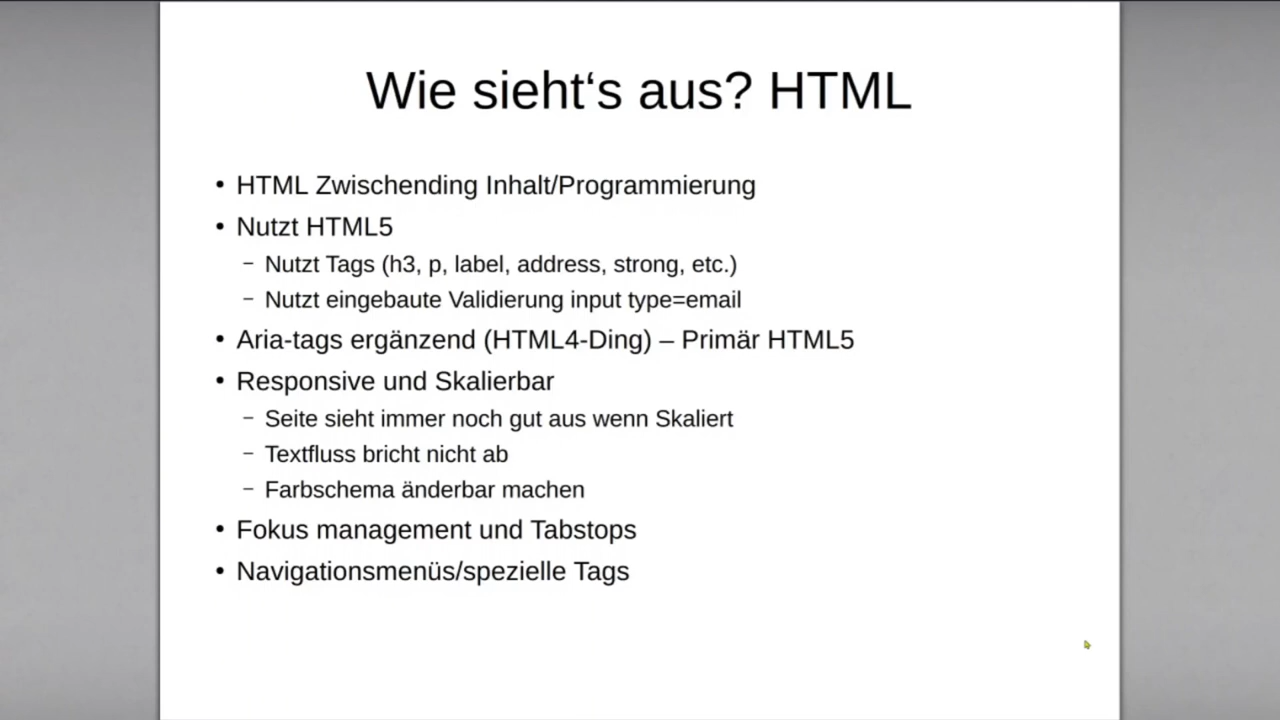 Wie sieht‘s aus? HTML
• HTML Zwischending Inhalt/Programmierung
• Nutzt HTML5
– Nutzt Tags (h3, p, label, address, strong, etc.)
– Nutzt eingebaute Validierung input type=email
• Aria-tags ergänzend (HTML4-Ding) – Primär HTML5
• Responsive und Skalierbar
– Seite sieht immer noch gut aus wenn Skaliert
– Textfluss bricht nicht ab
– Farbschema änderbar machen
• Fokus management und Tabstops
• Navigationsmenüs/spezielle Tags